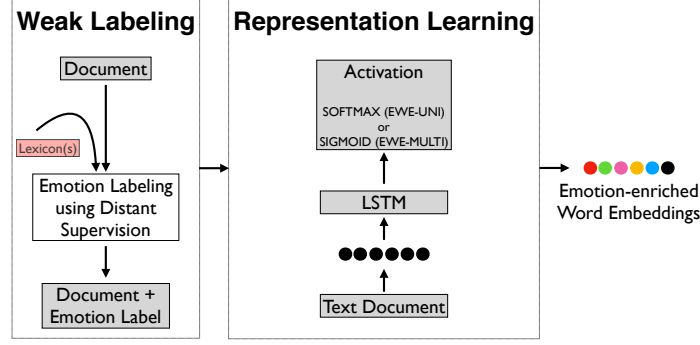 Weak Labeling
Document
Lexicon(s)
Emotion Labeling
using Distant
Supervision
Document +
Emotion Label
Representation Learning
Activation
SOFTMAX (EWE-UNI)
or
SIGMOID (EWE-MULTI)
LSTM
Text Document
Emotion-enriched
Word Embeddings